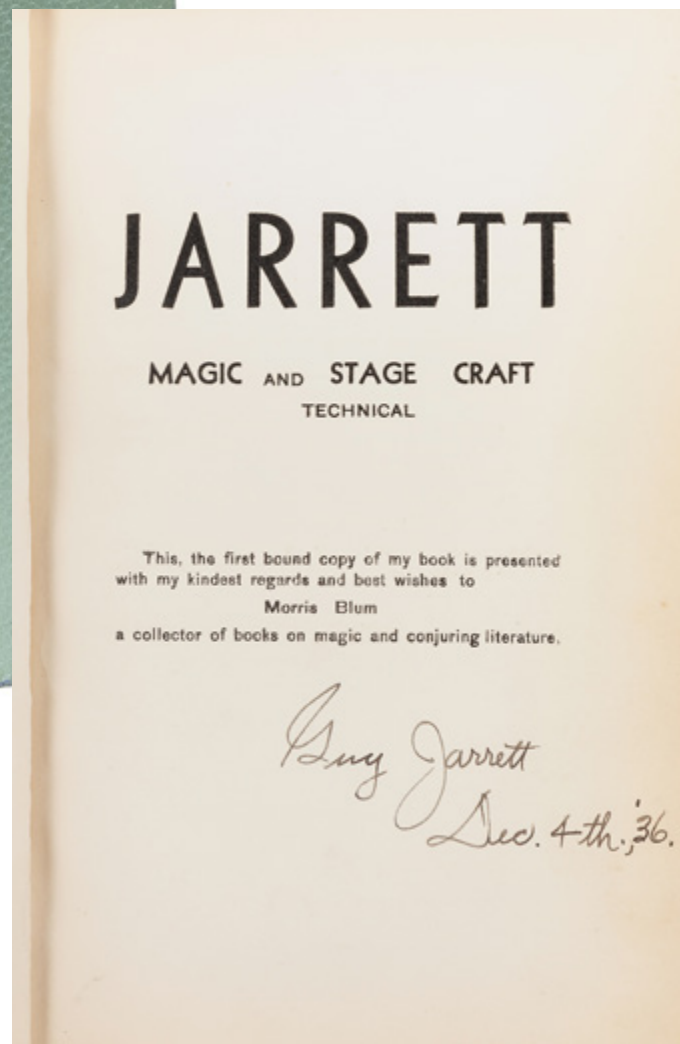 JARRETT
MAGIC AND STAGE CRAFT
TECHNICAL
This, the first bound copy of my book is presented
with my kindest regards and best wishes to
Morris Blum
a collector of books on magic and conjuring literature.
Guy Jarrett
Dec. 4th., '36.